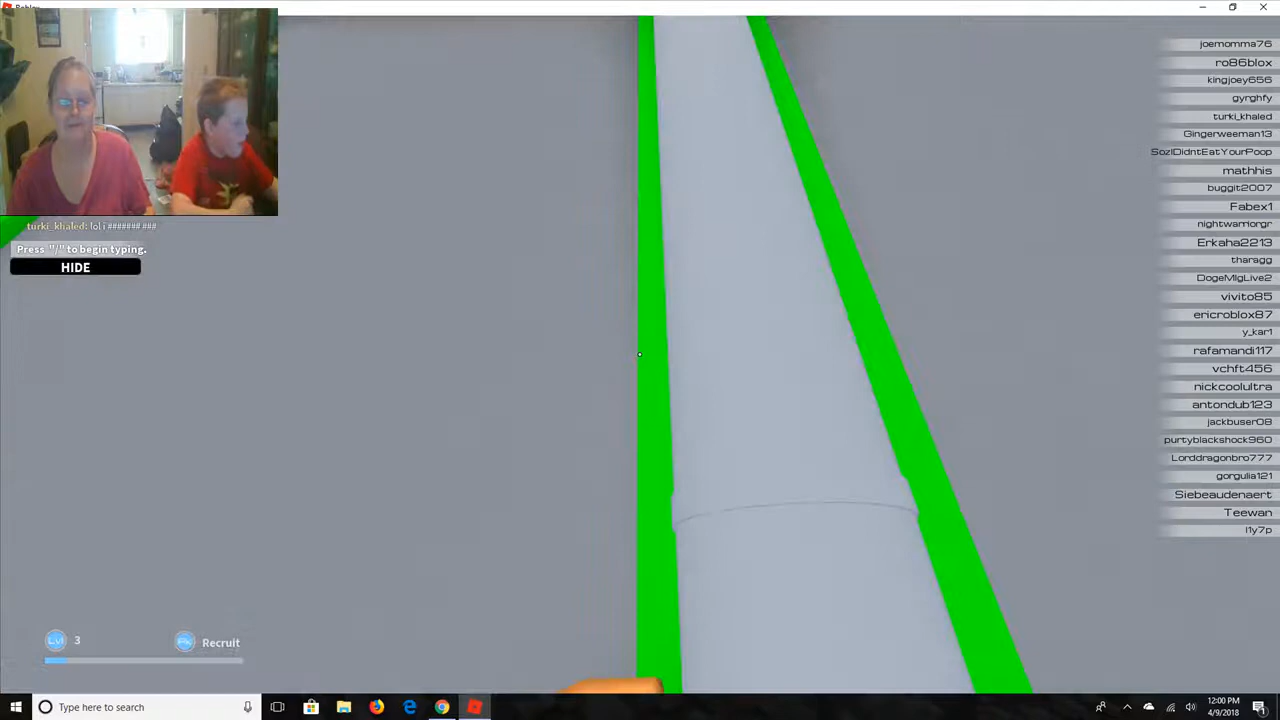 Roblox
turki_khaled: lol i ####### ###
Press "/" to begin typing.
HIDE
joemomma76
ro86blox
kingjoey656
gyrghfy
turki_khaled
Gingerweeman13
SozIDidntEatYourPoop
mathhis
buggit2007
Fabex1
nightwarriorgr
Erkaha2213
tharagg
DogeMlgLive2
vivito85
ericroblox87
y_kar1
rafamandi117
vchft456
nickcoolultra
antondub123
jackbuser08
purtyblackshock960
Lorddragonbro777
gorgulia121
Siebeaudenaert
Teewan
Lvl 3
Recruit
Type here to search
12:00 PM
4/9/2018